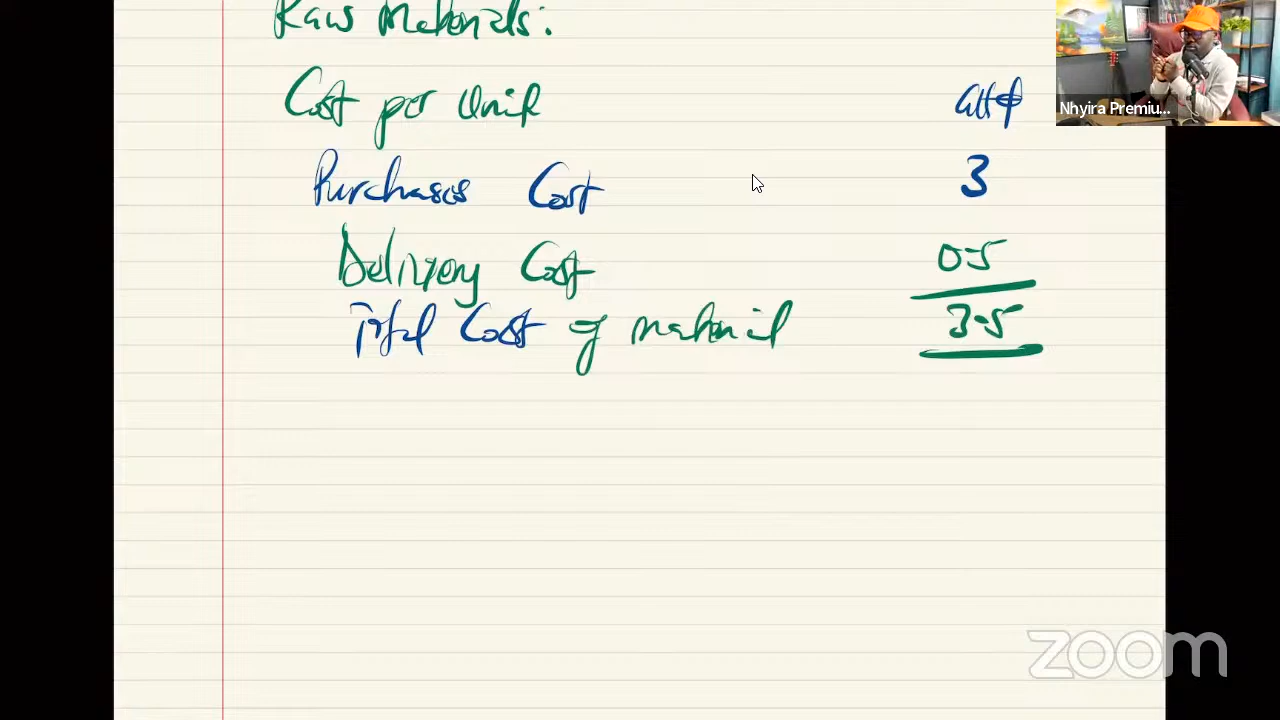 Raw Materials:
Cost per Unit GH¢
Purchases Cost 3
Delivery Cost 0.5
Total Cost of material 3.5
Nhyira Premiu...
zoom